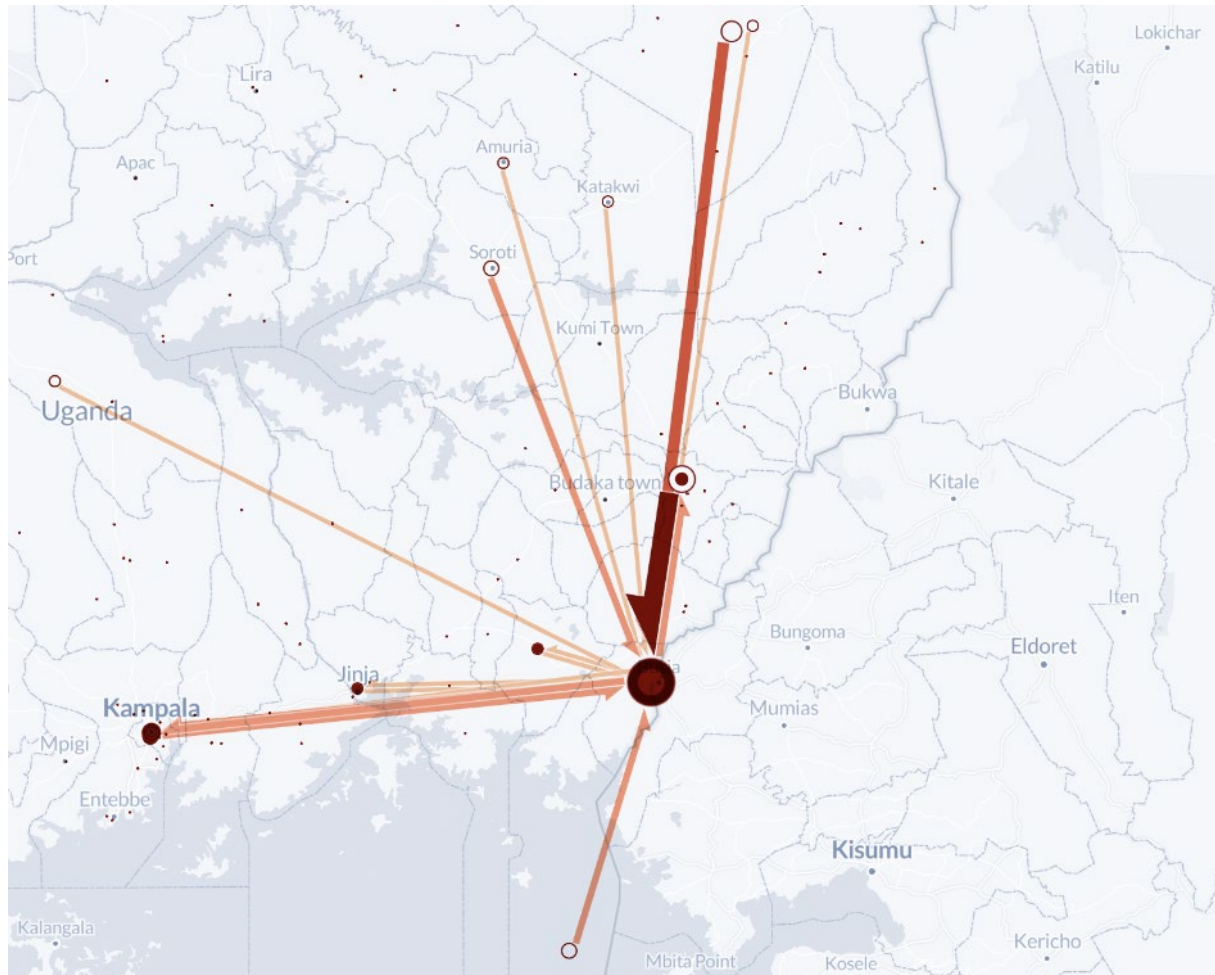 Lokichar
Katilu
Lira
Amuria
Apac
Katakwi
Soroti
Port
Kumi Town
Bukwa
Uganda
Budaka town
Kitale
Iten
Bungoma
Eldoret
Jinja
Kampala
Mumias
Mpigi
Entebbe
Kisumu
Kalangala
Kericho
Mbita Point
Kosele